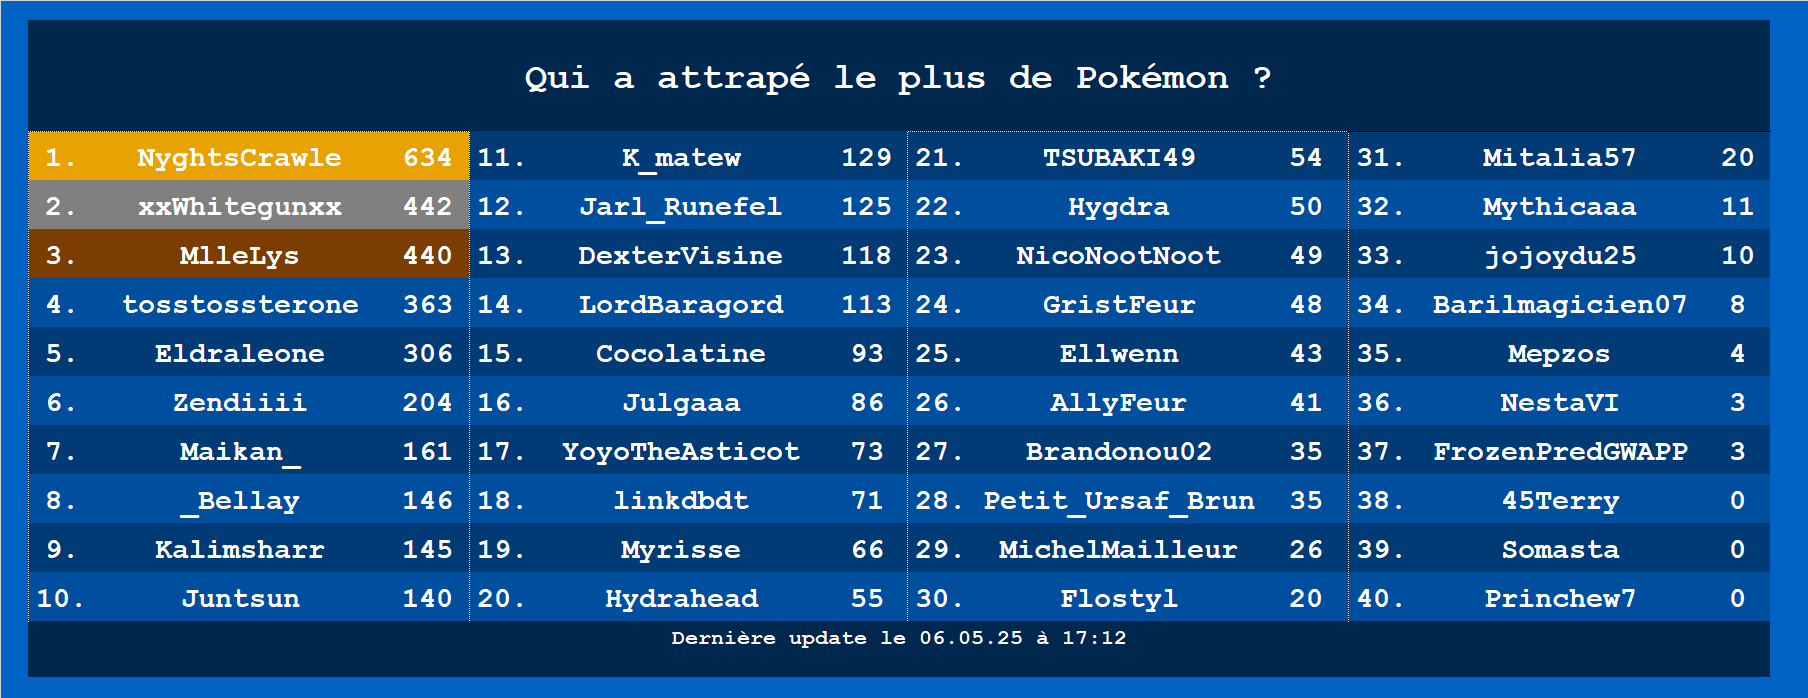 Qui a attrapé le plus de Pokémon ?
1. NyghtsCrawle 634 11. K_matew 129 21. TSUBAKI49 54 31. Mitalia57 20
2. xxWhitegunxx 442 12. Jarl_Runefel 125 22. Hygdra 50 32. Mythicaaa 11
3. MlleLys 440 13. DexterVisine 118 23. NicoNootNoot 49 33. jojoydu25 10
4. tosstossterone 363 14. LordBaragord 113 24. GristFeur 48 34. Barilmagicien07 8
5. Eldraleone 306 15. Cocolatine 93 25. Ellwenn 43 35. Mepzos 4
6. Zendiiii 204 16. Julgaaa 86 26. AllyFeur 41 36. NestaVI 3
7. Maikan_ 161 17. YoyoTheAsticot 73 27. Brandonou02 35 37. FrozenPredGWAPP 3
8. _Bellay 146 18. linkdbdt 71 28. Petit_Ursaf_Brun 35 38. 45Terry 0
9. Kalimsharr 145 19. Myrisse 66 29. MichelMailleur 26 39. Somasta 0
10. Juntsun 140 20. Hydrahead 55 30. Flostyl 20 40. Princhew7 0
Dernière update le 06.05.25 à 17:12